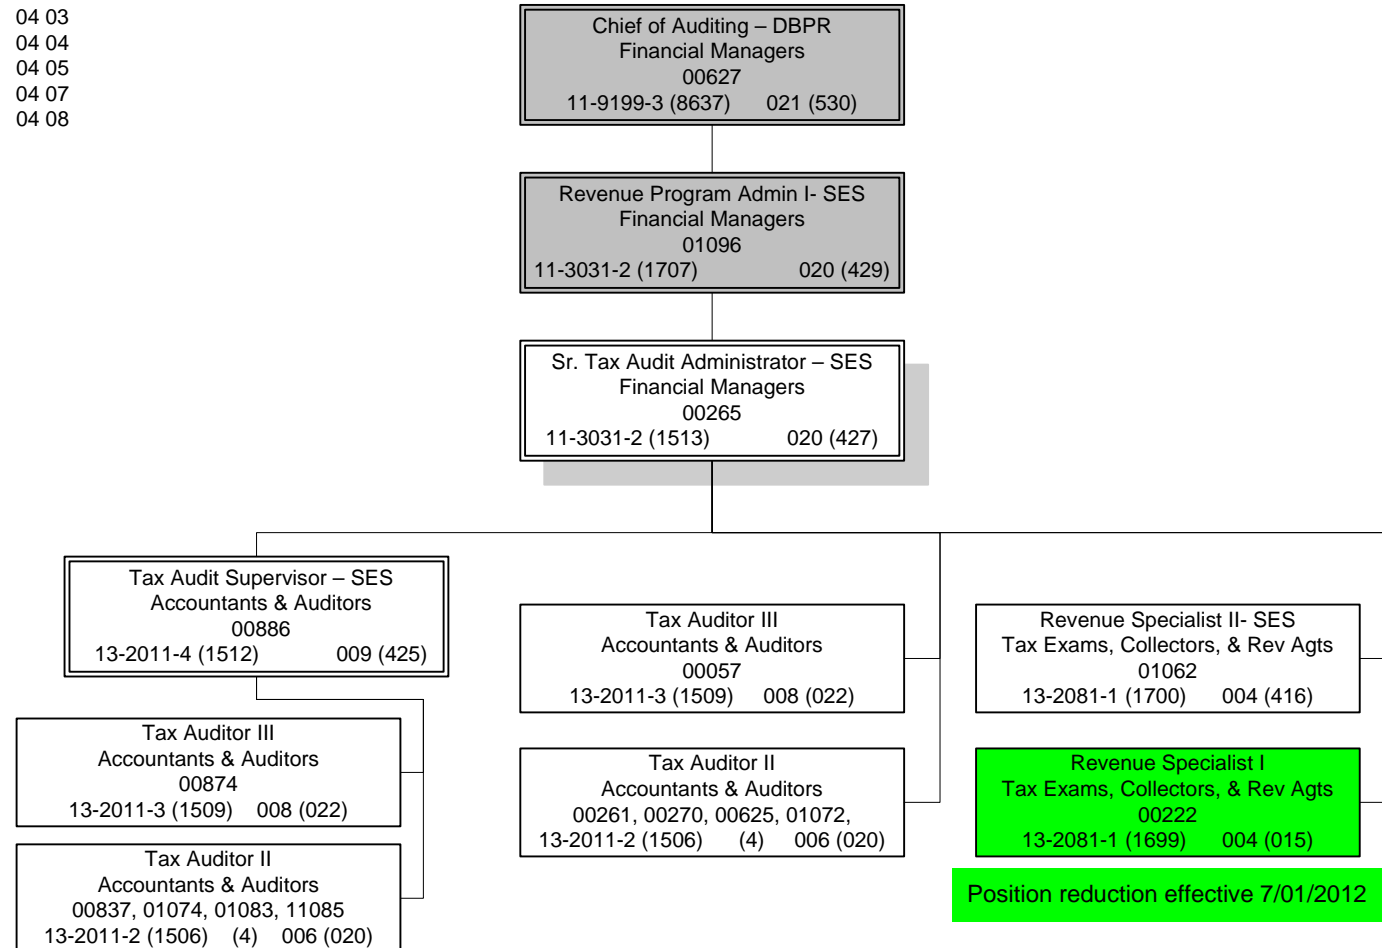 04 03
04 04
04 05
04 07
04 08
Chief of Auditing – DBPR
Financial Managers
00627
11-9199-3 (8637) 021 (530)
Revenue Program Admin I- SES
Financial Managers
01096
11-3031-2 (1707) 020 (429)
Sr. Tax Audit Administrator – SES
Financial Managers
00265
11-3031-2 (1513) 020 (427)
Tax Audit Supervisor – SES
Accountants & Auditors
00886
13-2011-4 (1512) 009 (425)
Tax Auditor III
Accountants & Auditors
00874
13-2011-3 (1509) 008 (022)
Tax Auditor II
Accountants & Auditors
00837, 01074, 01083, 11085
13-2011-2 (1506) (4) 006 (020)
Tax Auditor III
Accountants & Auditors
00057
13-2011-3 (1509) 008 (022)
Tax Auditor II
Accountants & Auditors
00261, 00270, 00625, 01072,
13-2011-2 (1506) (4) 006 (020)
Revenue Specialist II- SES
Tax Exams, Collectors, & Rev Agts
01062
13-2081-1 (1700) 004 (416)
Revenue Specialist I
Tax Exams, Collectors, & Rev Agts
00222
13-2081-1 (1699) 004 (015)
Position reduction effective 7/01/2012